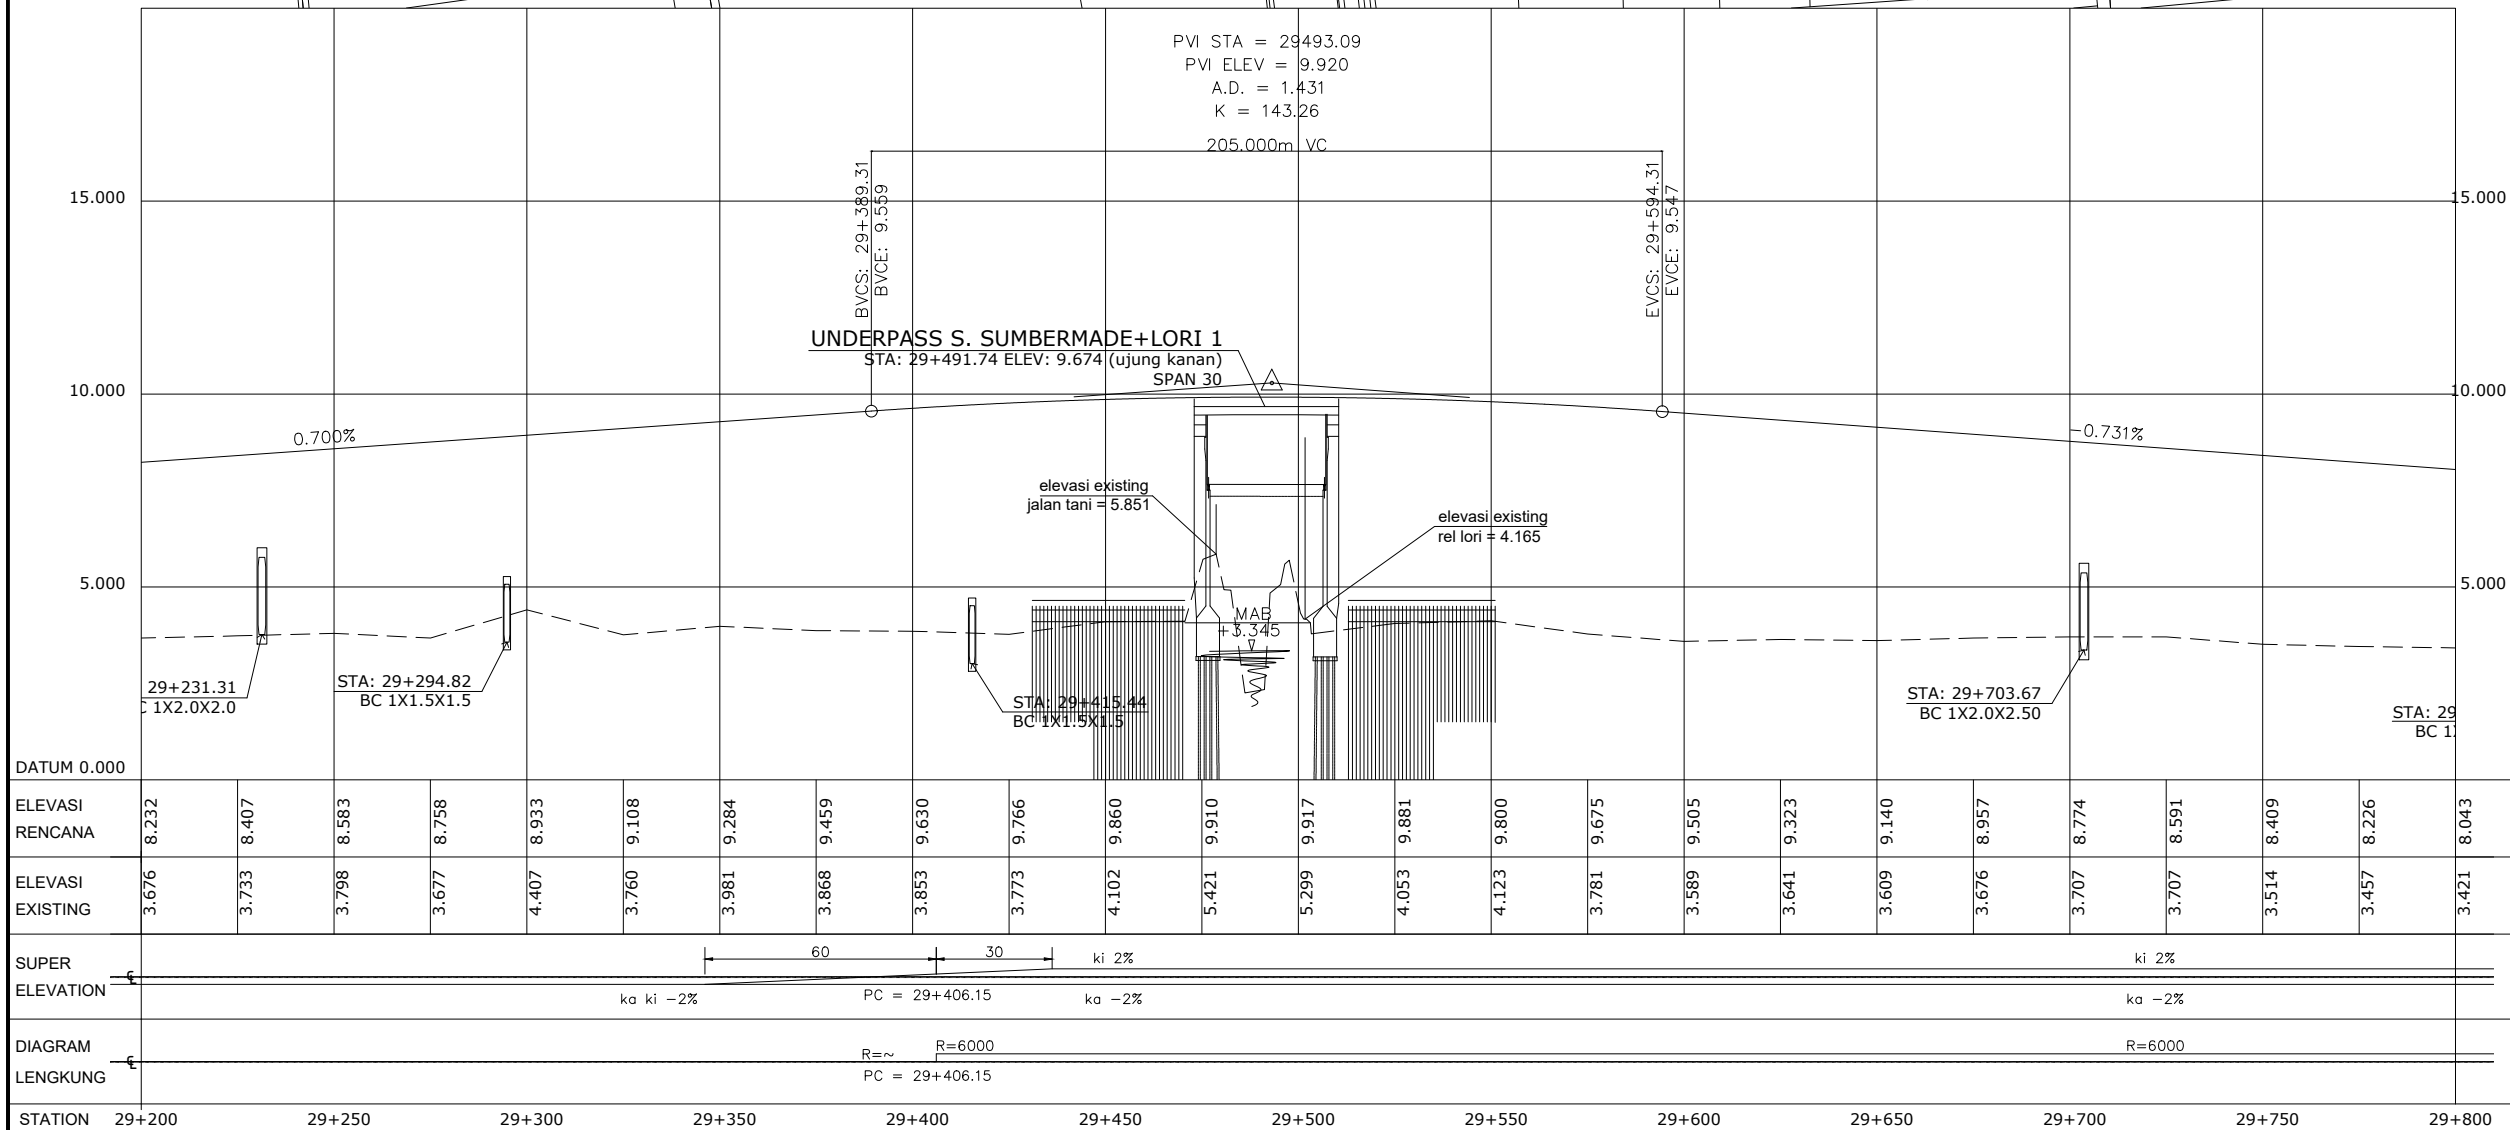 PVI STA = 29493.09
PVI ELEV = 9.920
A.D. = 1.431
K = 143.26
205.000m VC
BVCS: 29+389.31
BVCE: 9.559
EVCS: 29+594.31
EVCE: 9.547
15.000
15.000
10.000
10.000
5.000
5.000
UNDERPASS S. SUMBERMADE+LORI 1
STA: 29+491.74 ELEV: 9.674 (ujung kanan)
SPAN 30
0.700%
-0.731%
elevasi existing
jalan tani = 5.851
elevasi existing
rel lori = 4.165
MAB
+3.345
29+231.31
C 1X2.0X2.0
STA: 29+294.82
BC 1X1.5X1.5
STA: 29+415.44
BC 1X1.5X1.5
STA: 29+703.67
BC 1X2.0X2.50
STA: 29
BC 1
DATUM 0.000
ELEVASI
RENCANA
8.232 8.407 8.583 8.758 8.933 9.108 9.284 9.459 9.630 9.766 9.860 9.910 9.917 9.881 9.800 9.675 9.505 9.323 9.140 8.957 8.774 8.591 8.409 8.226 8.043
ELEVASI
EXISTING
3.676 3.733 3.798 3.677 4.407 3.760 3.981 3.868 3.853 3.773 4.102 5.421 5.299 4.053 4.123 3.781 3.589 3.641 3.609 3.676 3.707 3.707 3.514 3.457 3.421
SUPER
ELEVATION
60
30
ki 2%
ki 2%
ka ki -2%
PC = 29+406.15
ka -2%
ka -2%
DIAGRAM
LENGKUNG
R=~
R=6000
R=6000
PC = 29+406.15
STATION 29+200 29+250 29+300 29+350 29+400 29+450 29+500 29+550 29+600 29+650 29+700 29+750 29+800